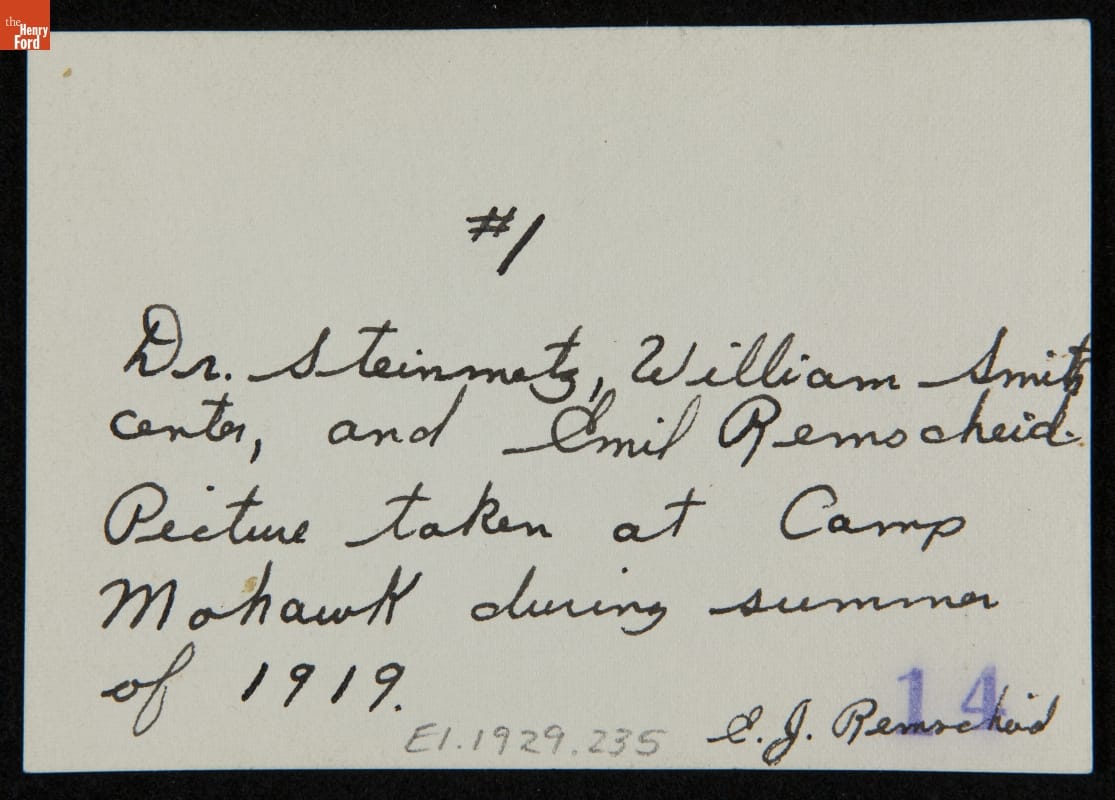 the
Henry
Ford
#1
Dr. Steinmetz, William Smith
center, and Emil Remscheid.
Picture taken at Camp
Mohawk during summer
of 1919.
14
E. J. Remscheid
EI.1929.235